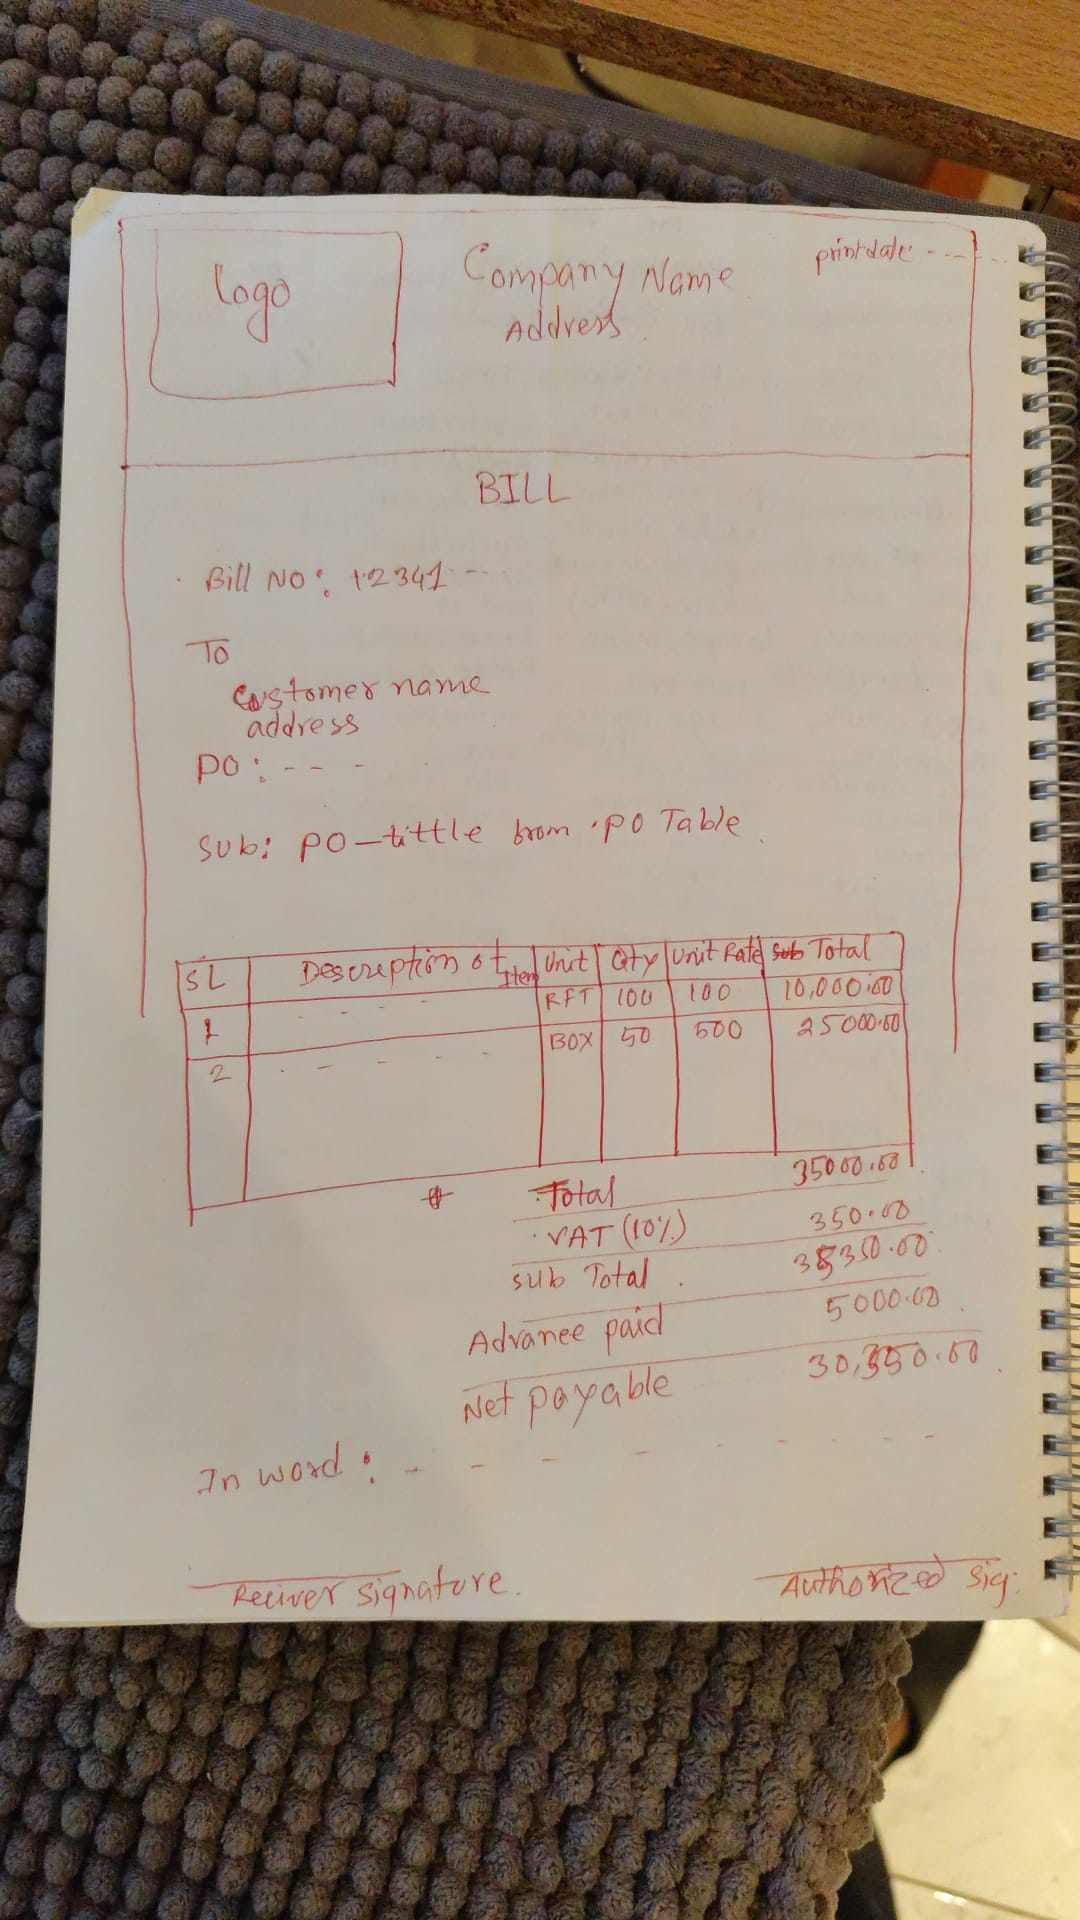 Logo
Company Name
Address
print date
BILL
Bill No: 12341
To
Customer name
address
PO:
Sub: PO-tittle from PO Table
SL Description of Item Unit Qty Unit Rate Total
1 RFT 100 100 10,000.00
2 BOX 50 500 25000.00
Total 35000.00
VAT (10%) 350.00
Sub Total 35350.00
Advance paid 5000.00
Net payable 30,350.00
In word:
Reciver signature.
Authorized sig.